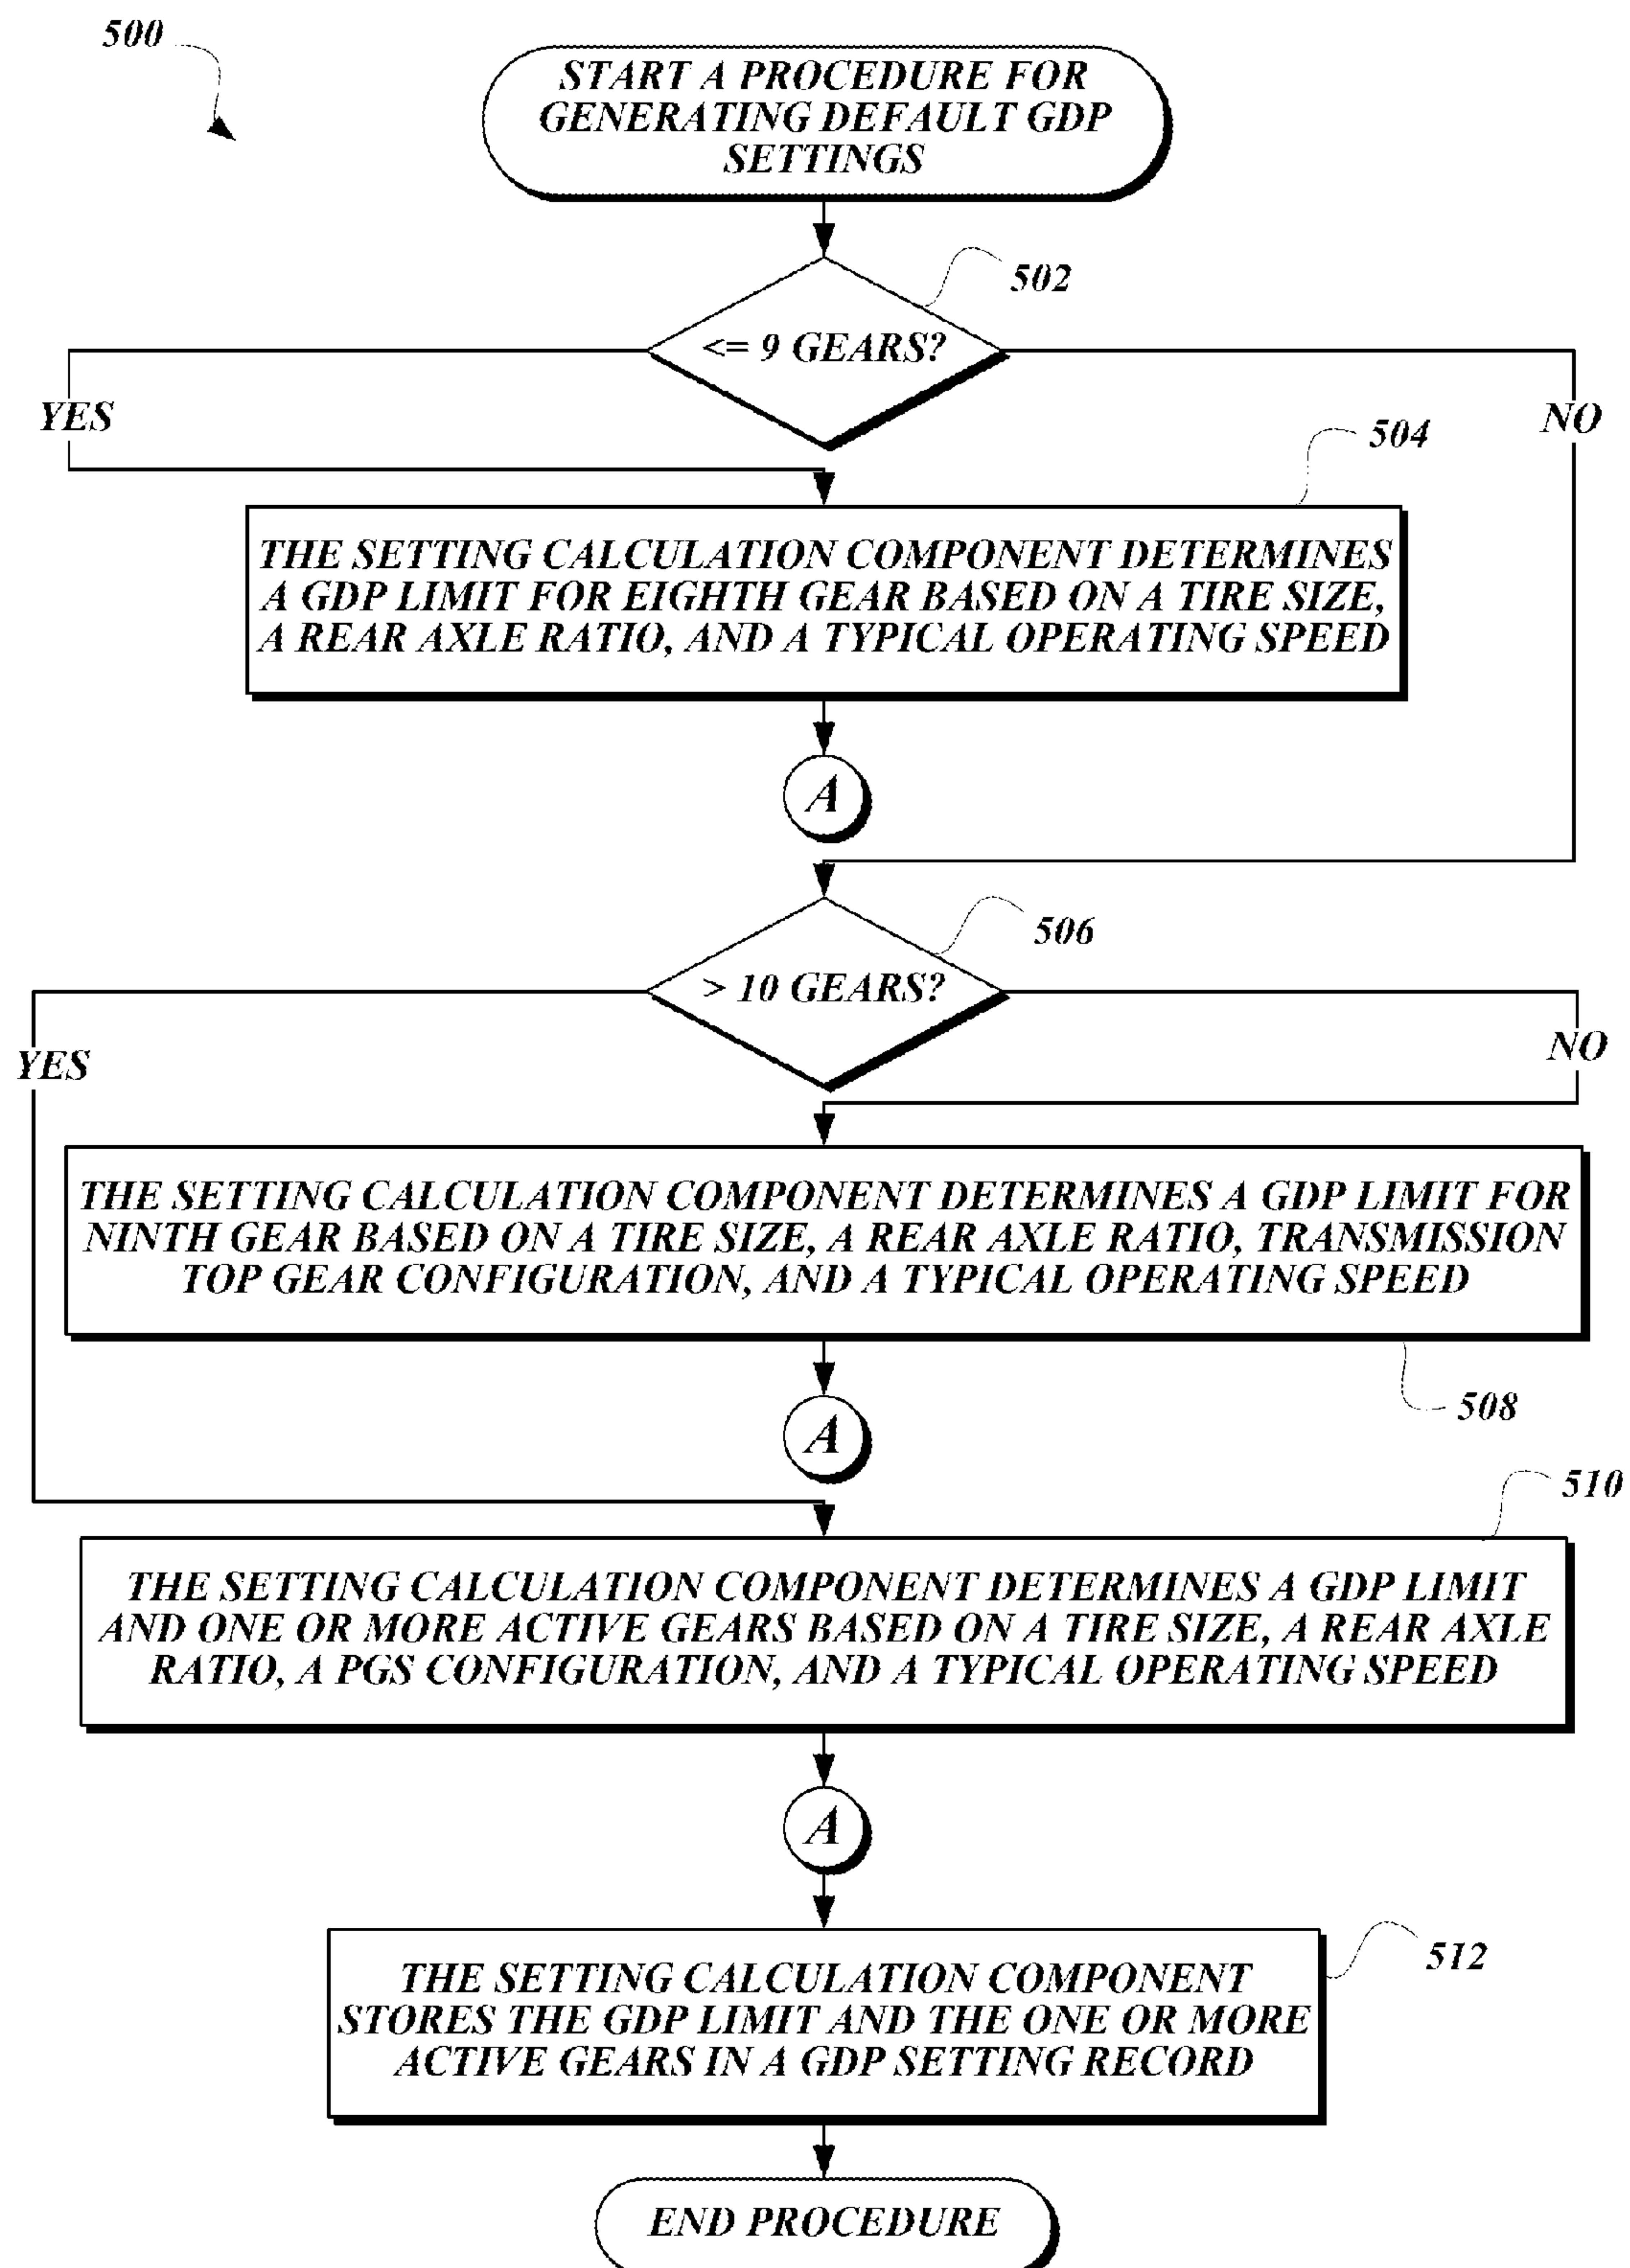 500
START A PROCEDURE FOR
GENERATING DEFAULT GDP
SETTINGS
502
<= 9 GEARS?
YES
NO
504
THE SETTING CALCULATION COMPONENT DETERMINES
A GDP LIMIT FOR EIGHTH GEAR BASED ON A TIRE SIZE,
A REAR AXLE RATIO, AND A TYPICAL OPERATING SPEED
A
506
> 10 GEARS?
YES
NO
THE SETTING CALCULATION COMPONENT DETERMINES A GDP LIMIT FOR
NINTH GEAR BASED ON A TIRE SIZE, A REAR AXLE RATIO, TRANSMISSION
TOP GEAR CONFIGURATION, AND A TYPICAL OPERATING SPEED
508
A
510
THE SETTING CALCULATION COMPONENT DETERMINES A GDP LIMIT
AND ONE OR MORE ACTIVE GEARS BASED ON A TIRE SIZE, A REAR AXLE
RATIO, A PGS CONFIGURATION, AND A TYPICAL OPERATING SPEED
A
512
THE SETTING CALCULATION COMPONENT
STORES THE GDP LIMIT AND THE ONE OR MORE
ACTIVE GEARS IN A GDP SETTING RECORD
END PROCEDURE